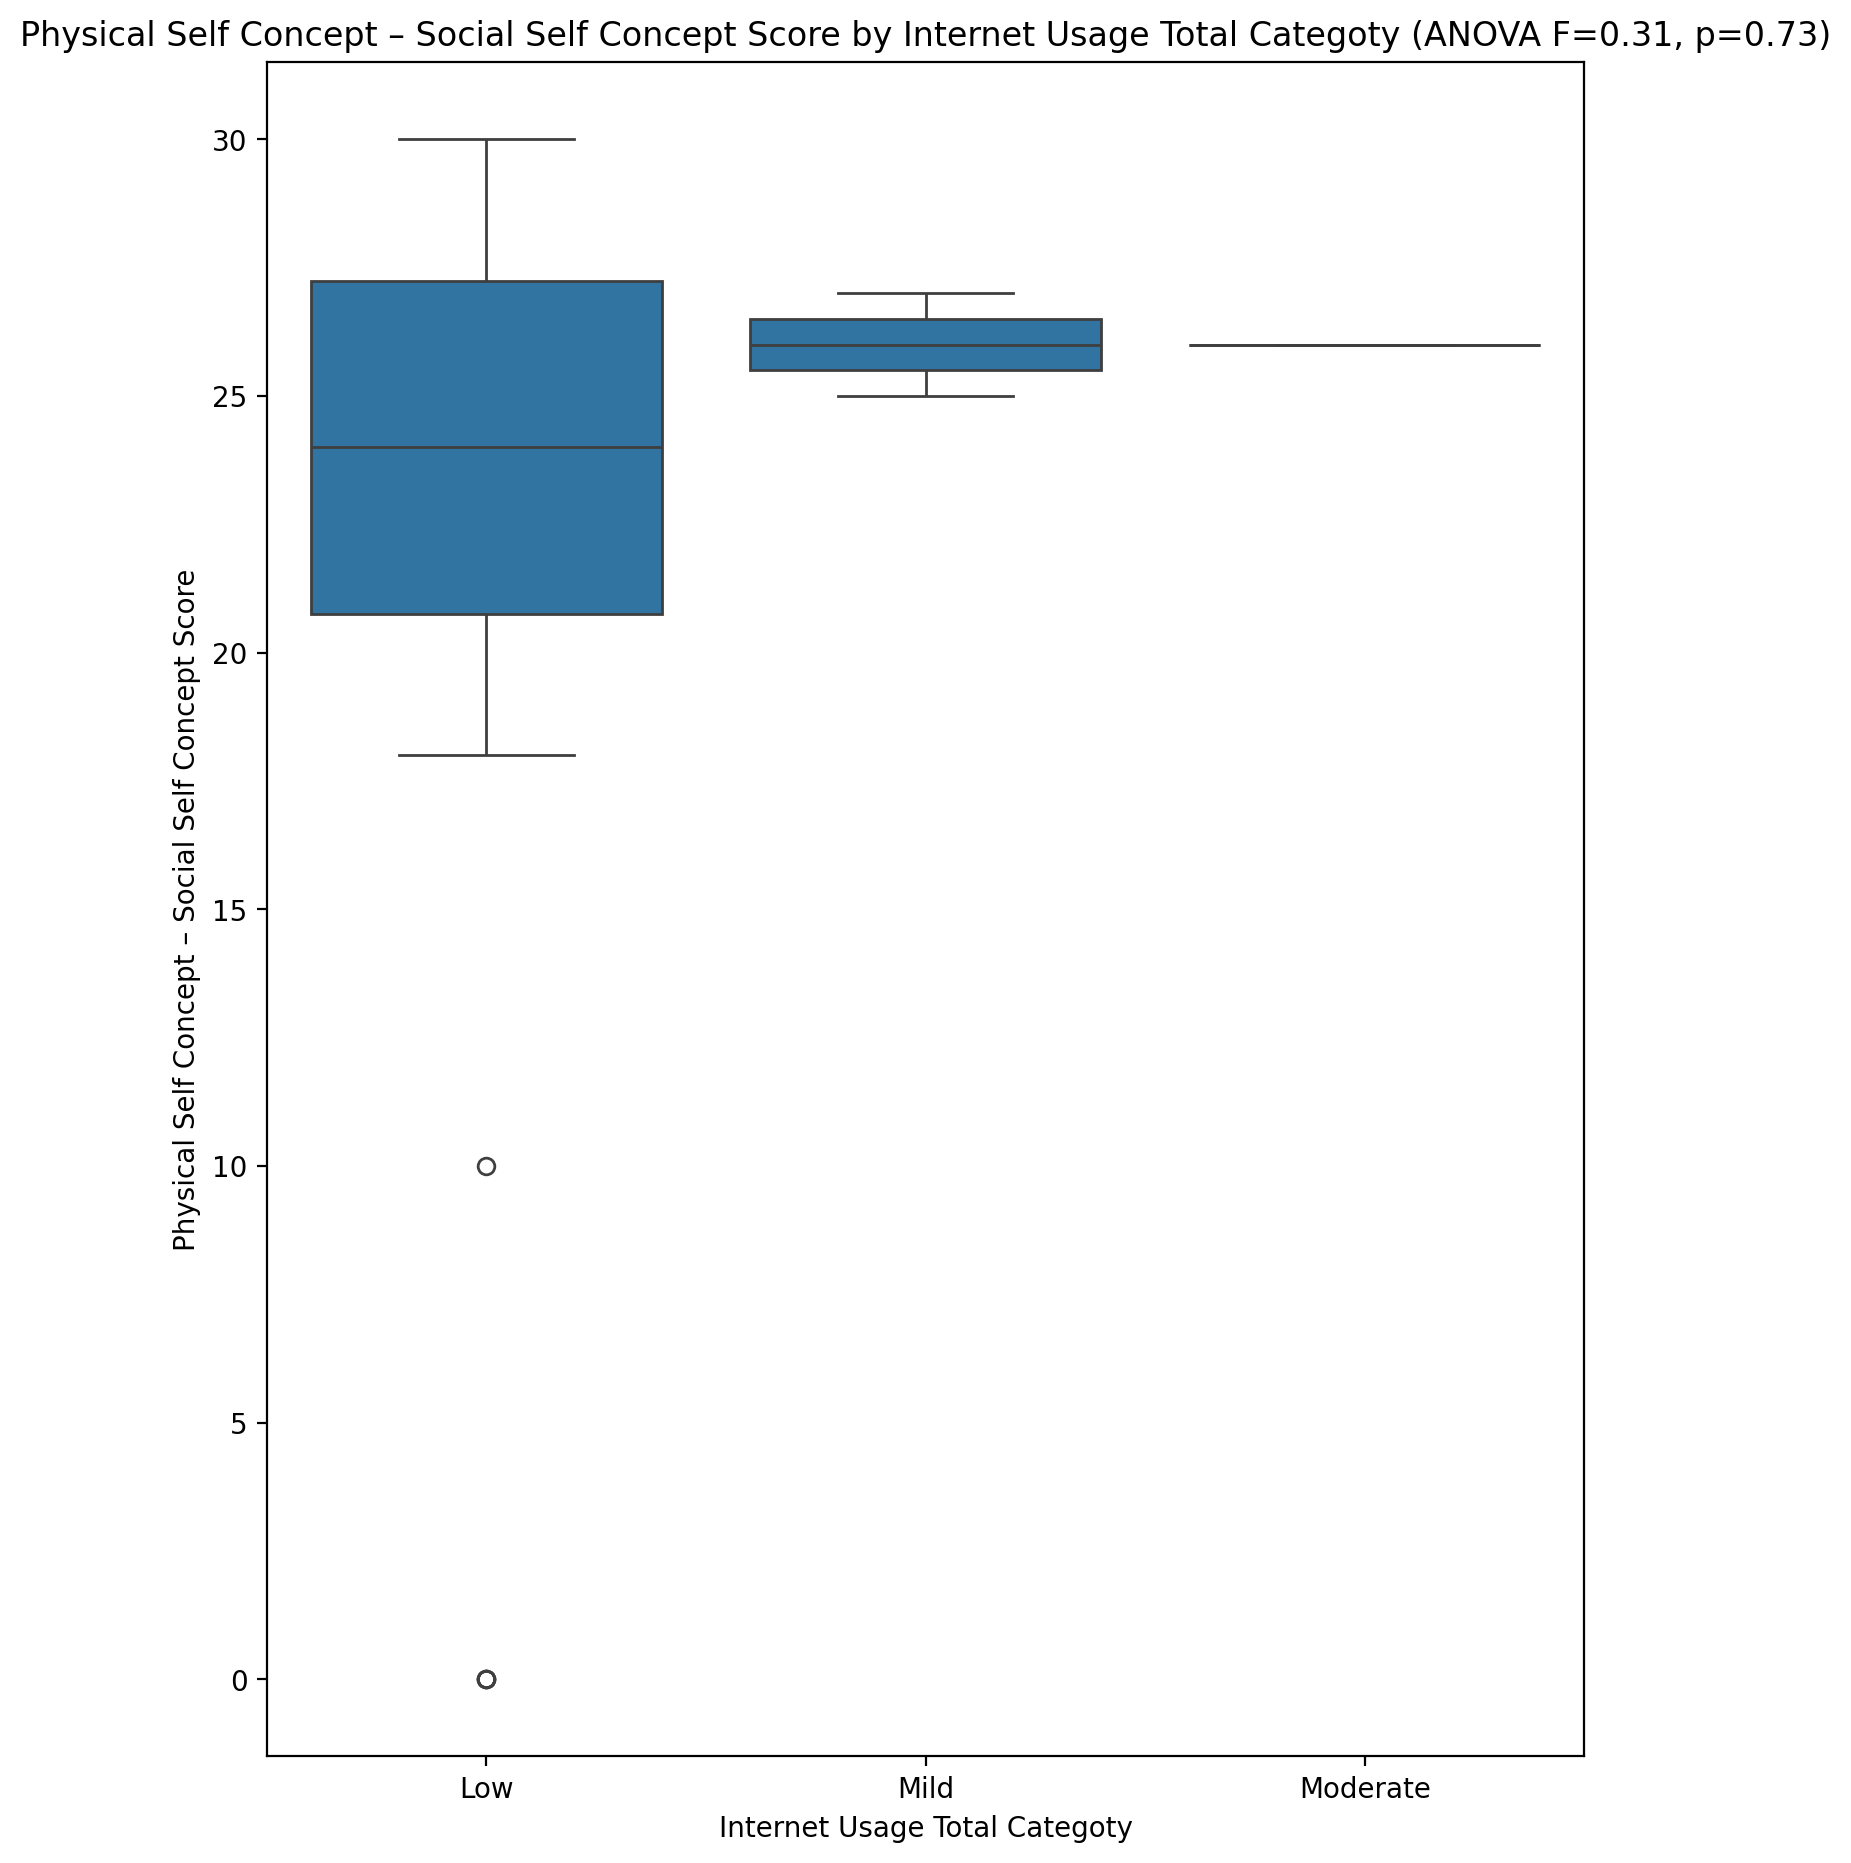 Physical Self Concept – Social Self Concept Score by Internet Usage Total Categoty (ANOVA F=0.31, p=0.73)
Physical Self Concept – Social Self Concept Score
30
25
20
15
10
5
0
Low Mild Moderate
Internet Usage Total Categoty